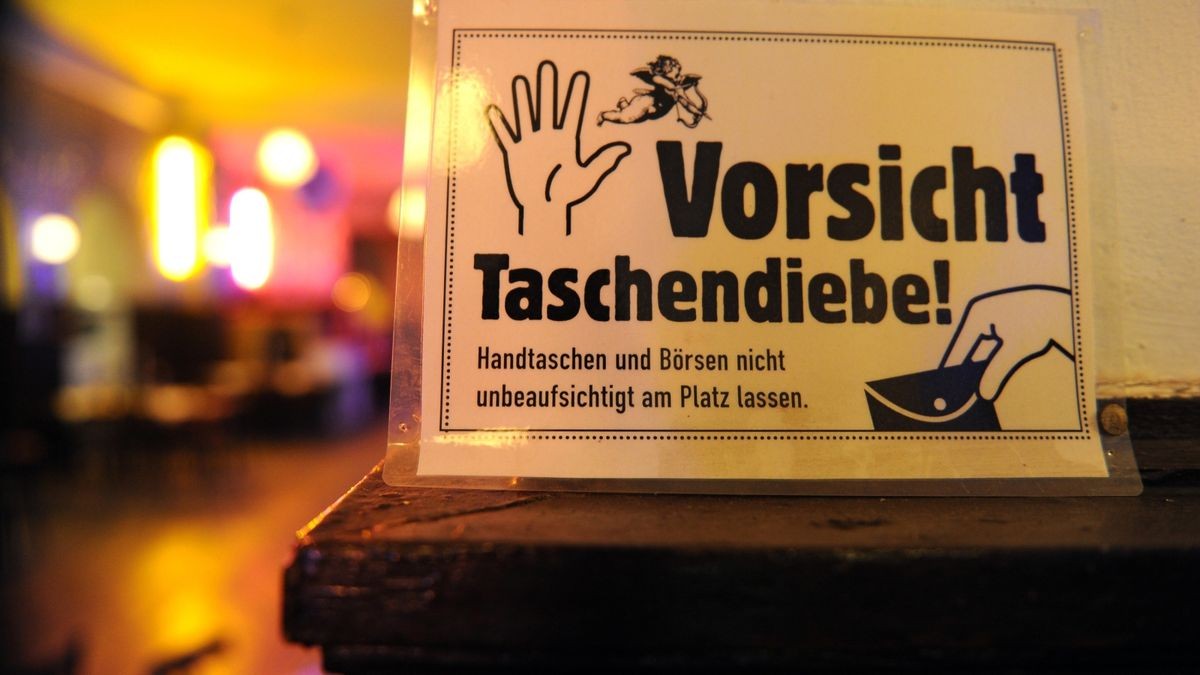 Vorsicht
Taschendiebe!
Handtaschen und Börsen nicht
unbeaufsichtigt am Platz lassen.